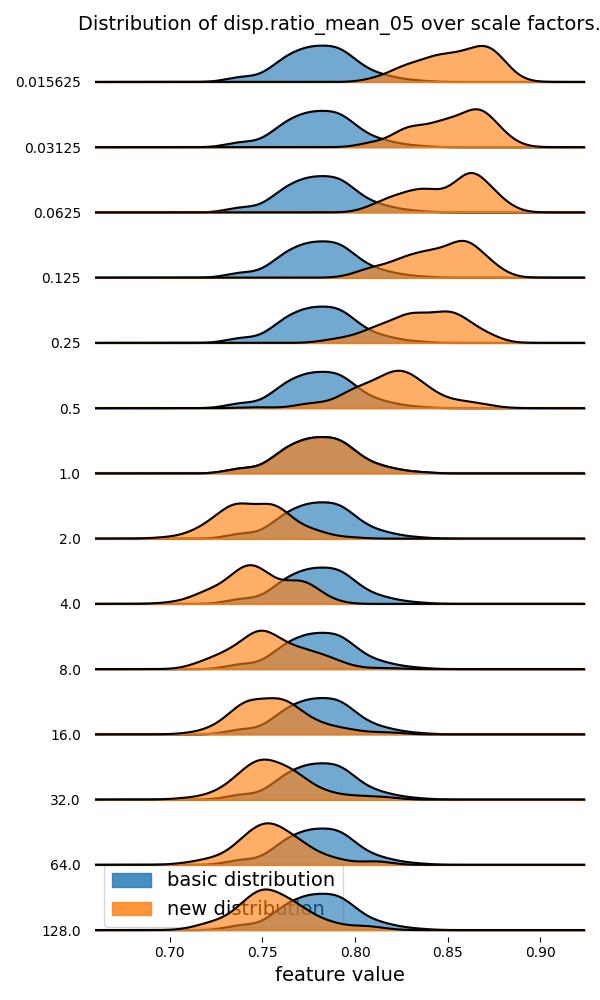 Distribution of disp.ratio_mean_05 over scale factors.
0.015625
0.03125
0.0625
0.125
0.25
0.5
1.0
2.0
4.0
8.0
16.0
32.0
64.0
basic distribution
new distribution
128.0
0.70 0.75 0.80 0.85 0.90
feature value